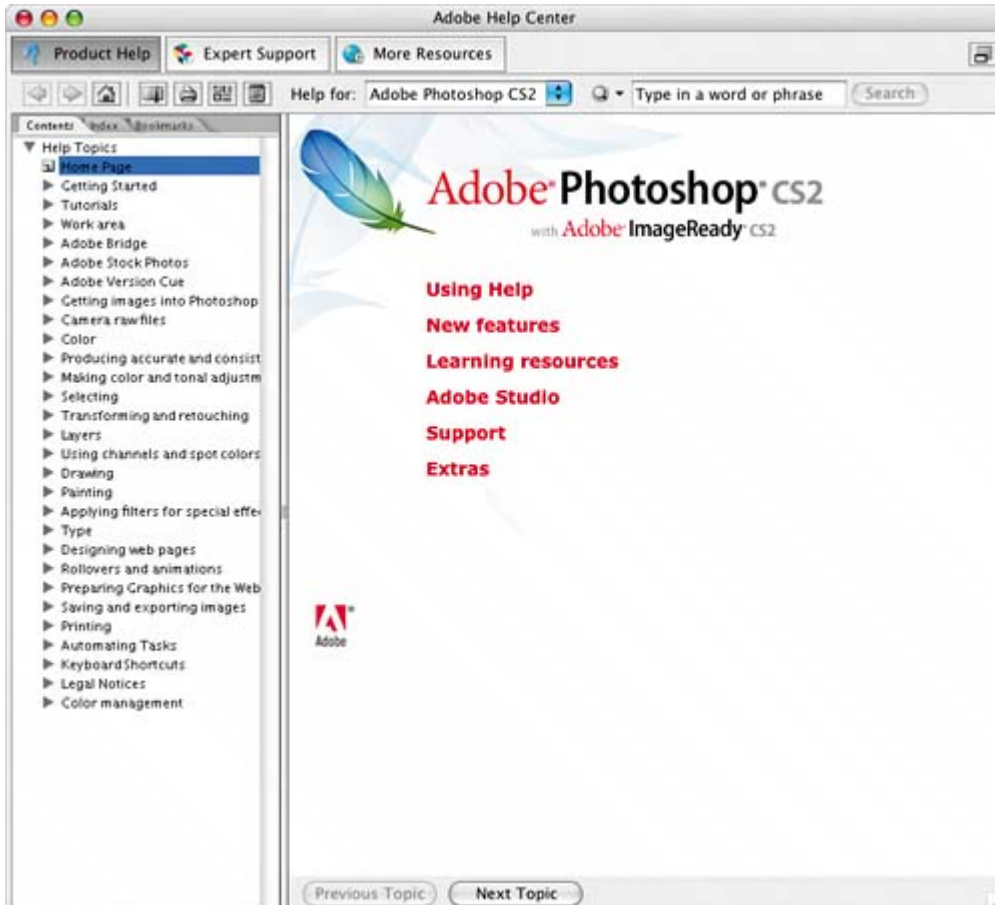 Adobe Help Center
Product Help
Expert Support
More Resources
Help for: Adobe Photoshop CS2
Type in a word or phrase
Search
Contents Index Bookmarks
Help Topics
Home Page
Getting Started
Tutorials
Work area
Adobe Bridge
Adobe Stock Photos
Adobe Version Cue
Getting images into Photoshop
Camera raw files
Color
Producing accurate and consist
Making color and tonal adjustm
Selecting
Transforming and retouching
Layers
Using channels and spot colors
Drawing
Painting
Applying filters for special effe
Type
Designing web pages
Rollovers and animations
Preparing Graphics for the Web
Saving and exporting images
Printing
Automating Tasks
Keyboard Shortcuts
Legal Notices
Color management
Adobe® Photoshop® CS2
with Adobe® ImageReady® CS2
Using Help
New features
Learning resources
Adobe Studio
Support
Extras
Adobe
Previous Topic
Next Topic